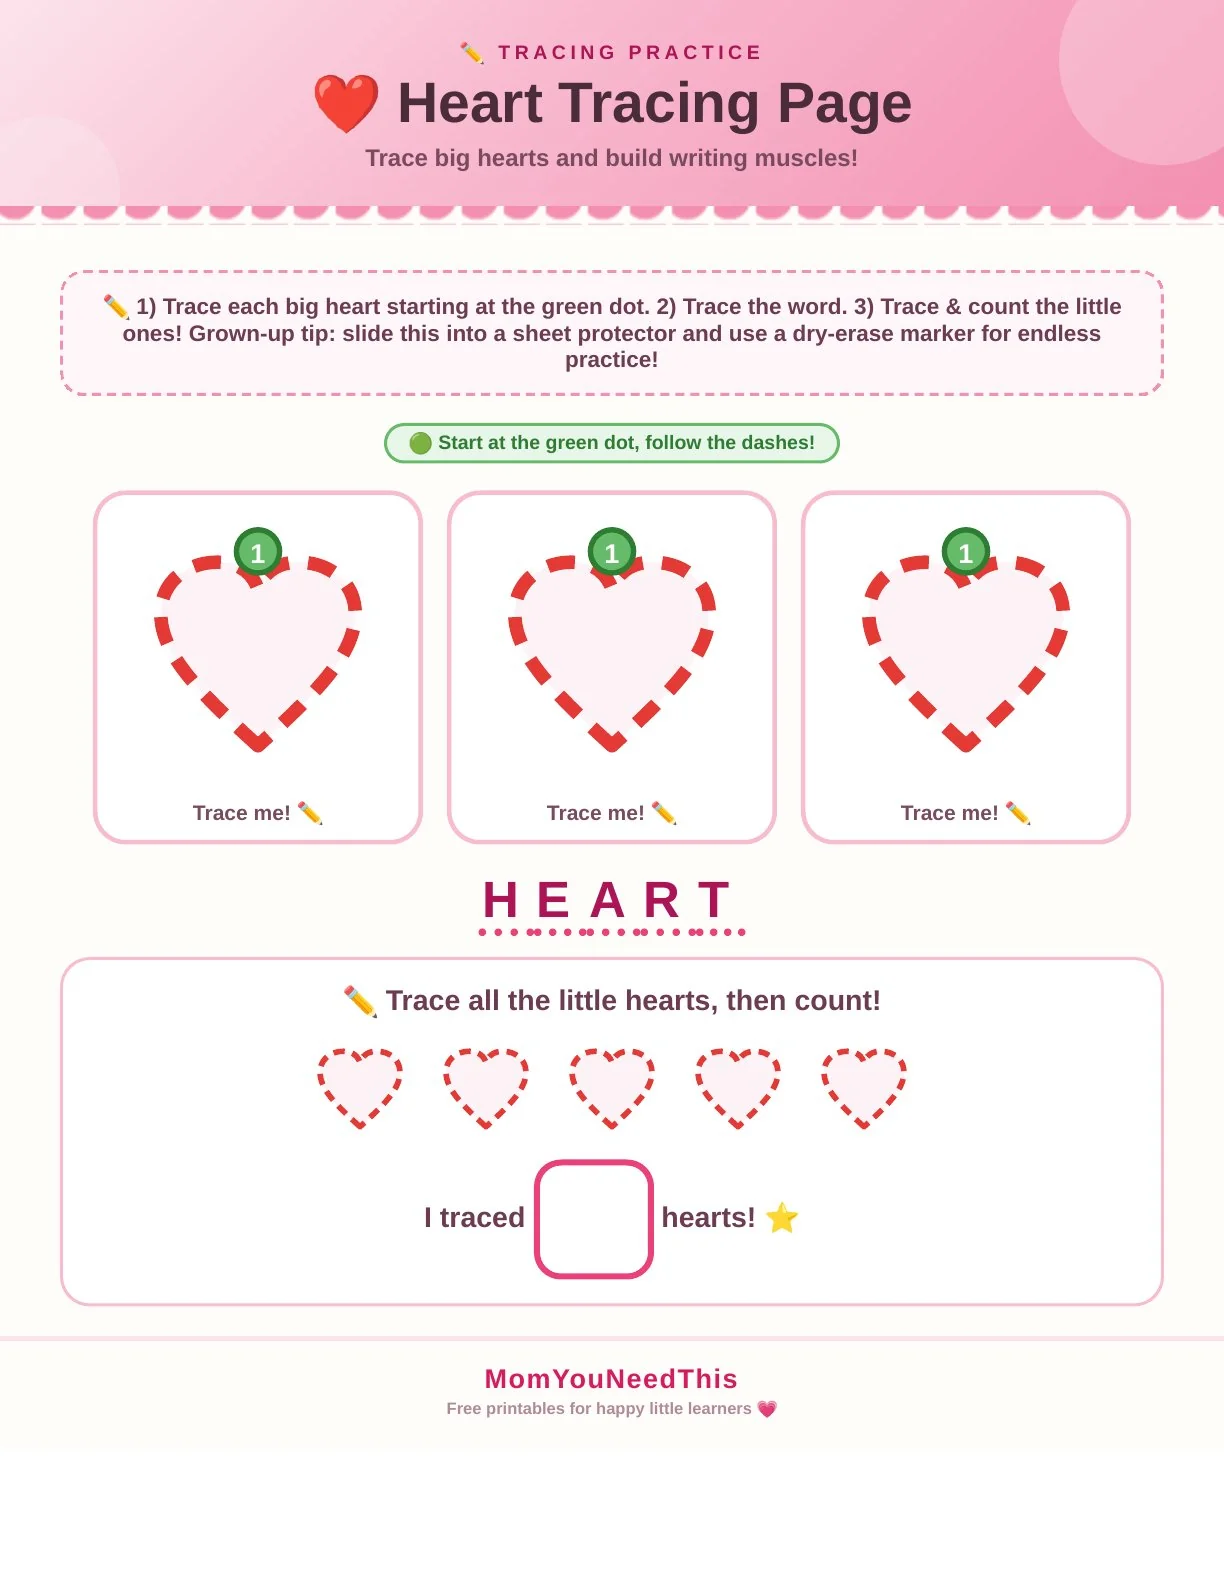 ✏️ TRACING PRACTICE
❤️ Heart Tracing Page
Trace big hearts and build writing muscles!
✏️ 1) Trace each big heart starting at the green dot. 2) Trace the word. 3) Trace & count the little
ones! Grown-up tip: slide this into a sheet protector and use a dry-erase marker for endless
practice!
🟢 Start at the green dot, follow the dashes!
1 1 1
Trace me! ✏️ Trace me! ✏️ Trace me! ✏️
HEART
✏️ Trace all the little hearts, then count!
I traced hearts! ⭐
MomYouNeedThis
Free printables for happy little learners 💗